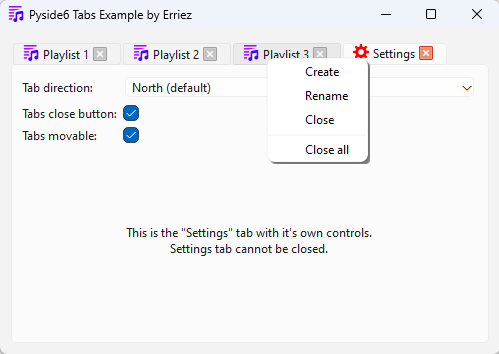 Pyside6 Tabs Example by Erriez
Playlist 1
Playlist 2
Playlist 3
Settings
Create
Rename
Close
Close all
Tab direction:
North (default)
Tabs close button:
Tabs movable:
This is the "Settings" tab with it's own controls.
Settings tab cannot be closed.